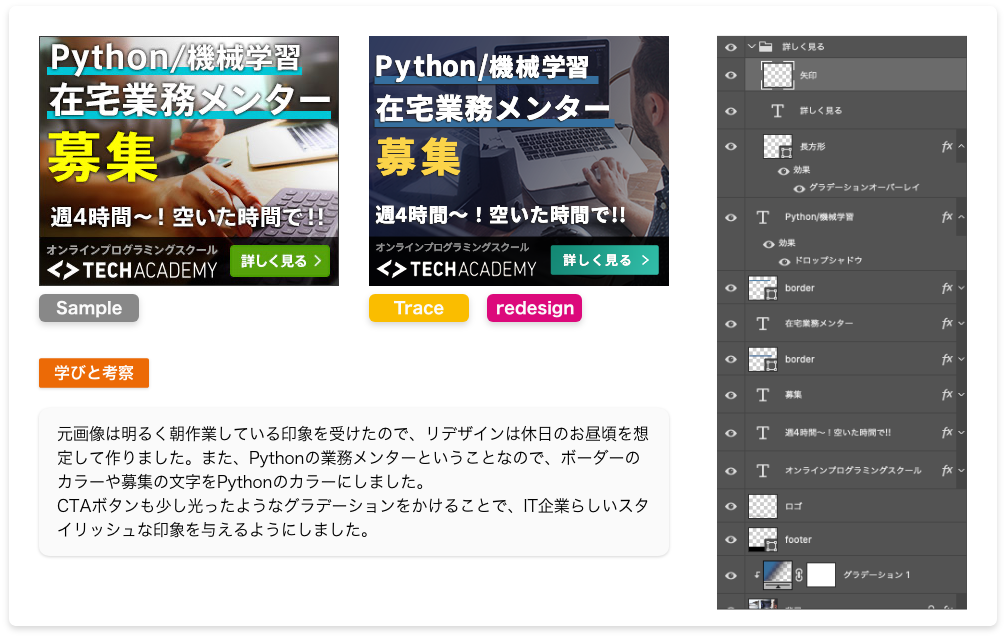 Python/機械学習
在宅業務メンター
募集
週4時間〜！空いた時間で!!
オンラインプログラミングスクール
<>TECHACADEMY
詳しく見る >
Sample
Python/機械学習
在宅業務メンター
募集
週4時間〜！空いた時間で!!
オンラインプログラミングスクール
<>TECHACADEMY
詳しく見る >
Trace
redesign
学びと考察
元画像は明るく朝作業している印象を受けたので、リデザインは休日のお昼頃を想
定して作りました。また、Pythonの業務メンターということなので、ボーダーの
カラーや募集の文字をPythonのカラーにしました。
CTAボタンも少し光ったようなグラデーションをかけることで、IT企業らしいスタ
イリッシュな印象を与えるようにしました。
詳しく見る
矢印
T 詳しく見る
長方形 fx
効果
グラデーションオーバーレイ
T Python/機械学習 fx
効果
ドロップシャドウ
border fx
T 在宅業務メンター fx
border fx
T 募集 fx
T 週4時間〜！空いた時間で!! fx
T オンラインプログラミングスクール fx
ロゴ
footer
グラデーション 1